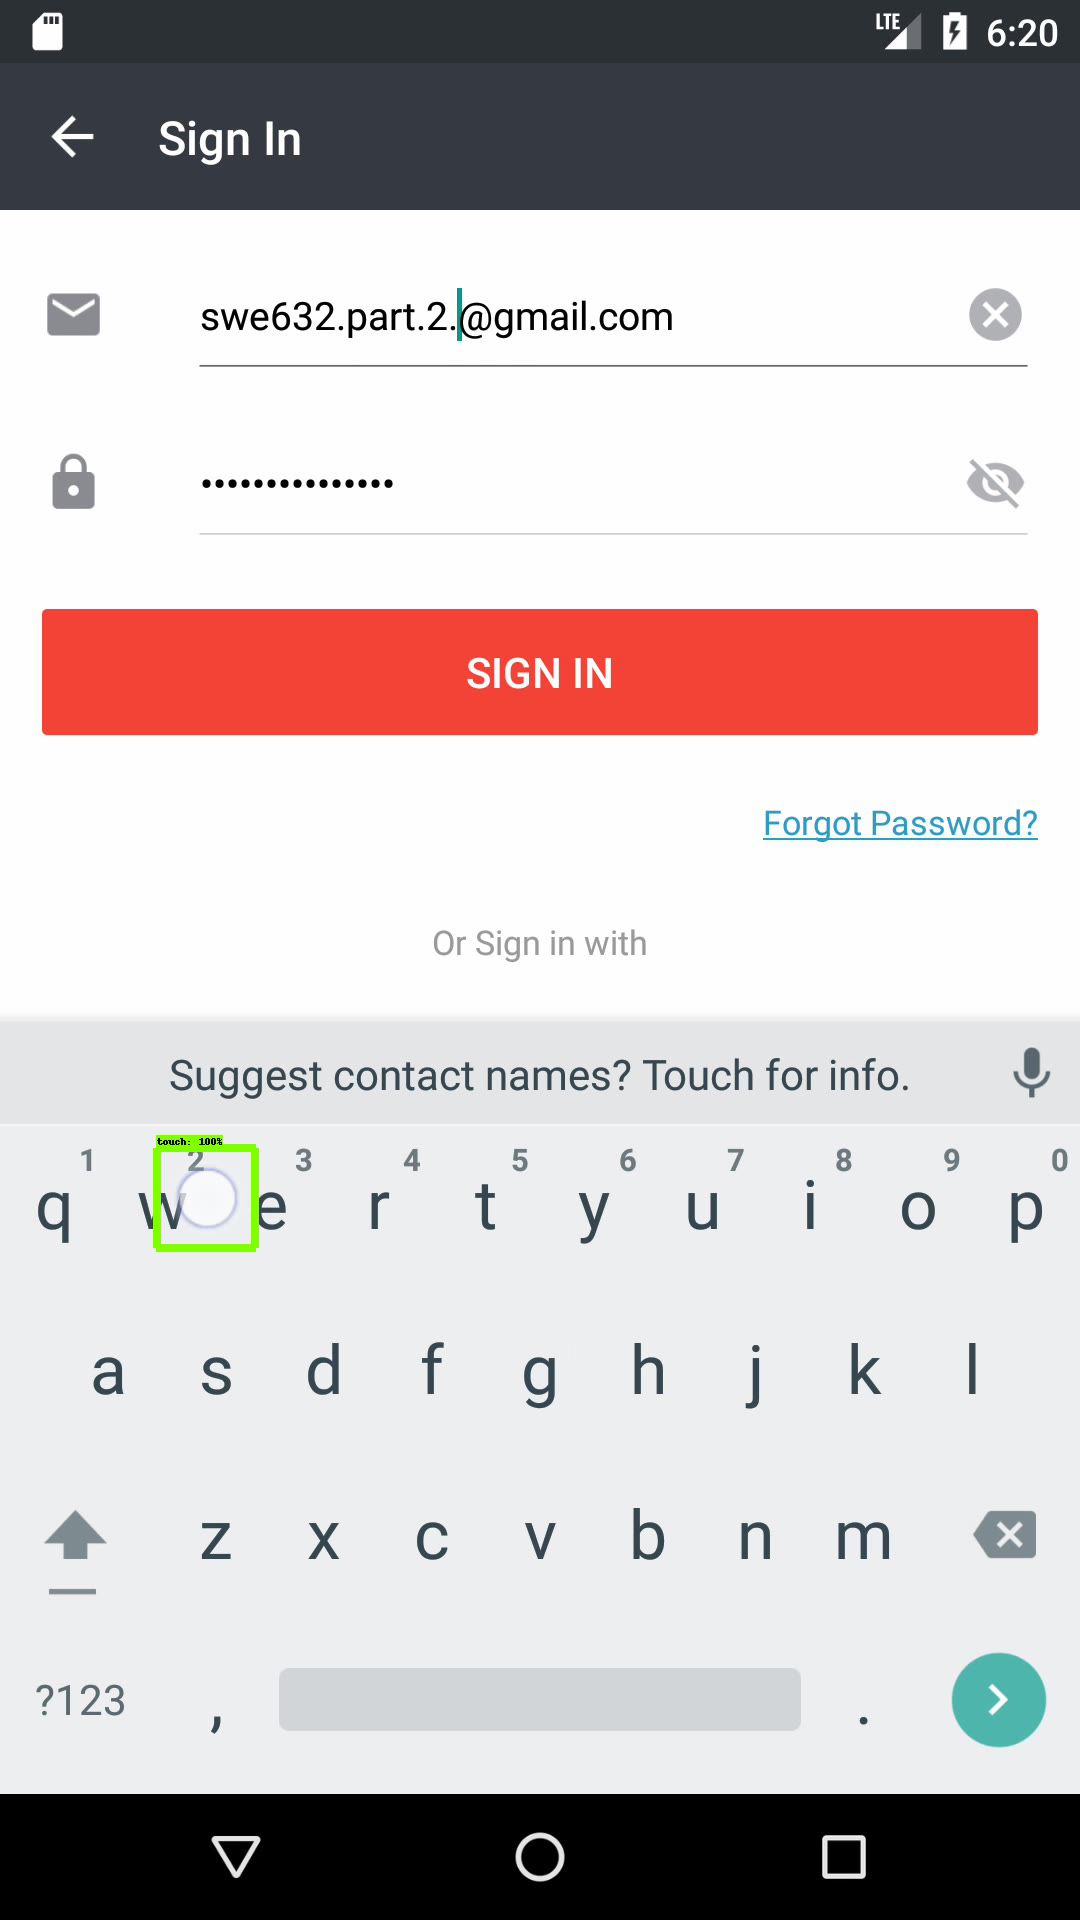 LTE 6:20
Sign In
swe632.part.2.@gmail.com
•••••••••••••••
SIGN IN
Forgot Password?
Or Sign in with
Suggest contact names? Touch for info.
touch: 100%
1 2 3 4 5 6 7 8 9 0
q w e r t y u i o p
a s d f g h j k l
z x c v b n m
?123 , .